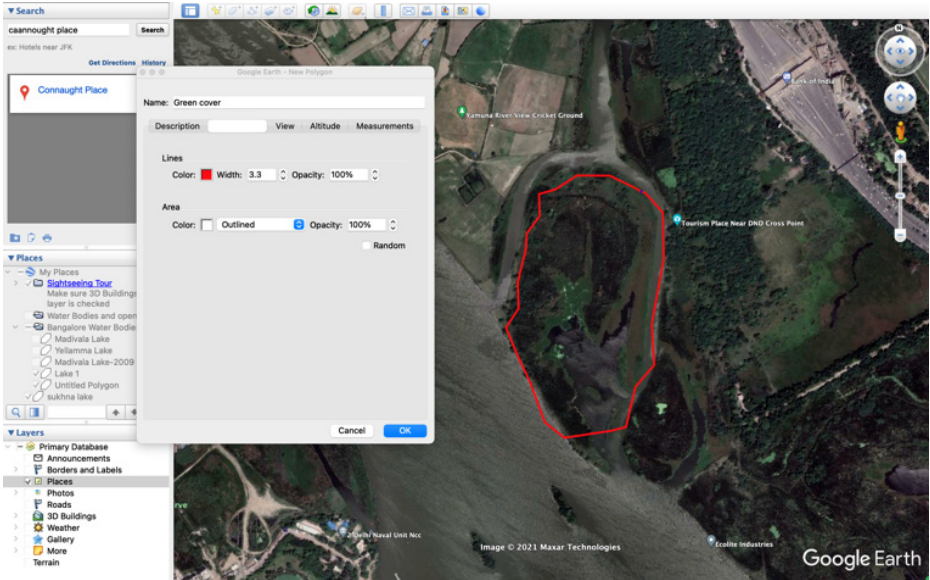 ▼ Search
caannought place
Search
ex: Hotels near JFK
Get Directions History
Connaught Place
▼ Places
My Places
Sightseeing Tour
Make sure 3D Buildings
layer is checked
Water Bodies and open
Bangalore Water Bodie
Madivala Lake
Yellamma Lake
Madivala Lake-2009
Lake 1
Untitled Polygon
sukhna lake
▼ Layers
Primary Database
Announcements
Borders and Labels
Places
Photos
Roads
3D Buildings
Weather
Gallery
More
Terrain
Google Earth - New Polygon
Name: Green cover
Description View Altitude Measurements
Lines
Color: Width: 3.3 Opacity: 100%
Area
Color: Outlined Opacity: 100%
Random
Cancel OK
N
Bank of India
Yamuna River View Cricket Ground
Tourism Place Near DND Cross Point
rve
2 Delhi Naval Unit Ncc
Image © 2021 Maxar Technologies
Ecolite Industries
Google Earth